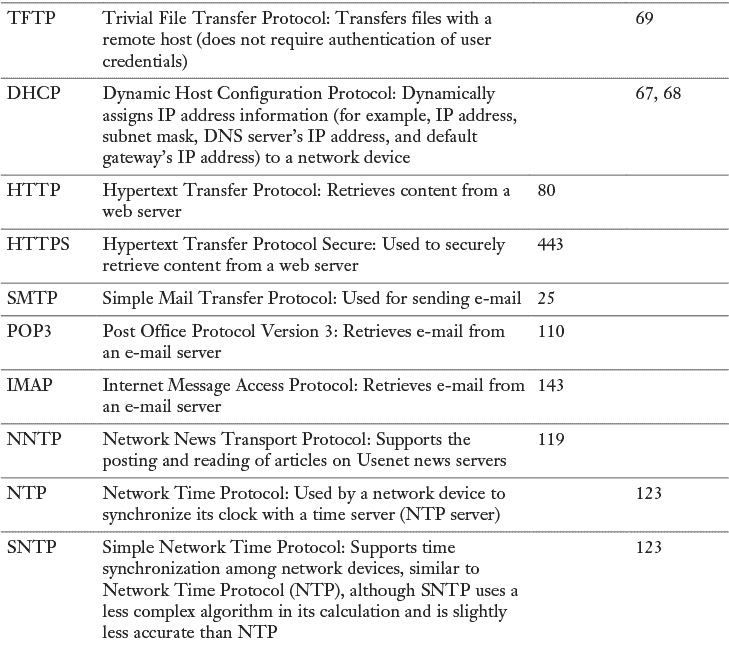 TFTP Trivial File Transfer Protocol: Transfers files with a 69
remote host (does not require authentication of user
credentials)
DHCP Dynamic Host Configuration Protocol: Dynamically 67, 68
assigns IP address information (for example, IP address,
subnet mask, DNS server's IP address, and default
gateway's IP address) to a network device
HTTP Hypertext Transfer Protocol: Retrieves content from a 80
web server
HTTPS Hypertext Transfer Protocol Secure: Used to securely 443
retrieve content from a web server
SMTP Simple Mail Transfer Protocol: Used for sending e-mail 25
POP3 Post Office Protocol Version 3: Retrieves e-mail from 110
an e-mail server
IMAP Internet Message Access Protocol: Retrieves e-mail from 143
an e-mail server
NNTP Network News Transport Protocol: Supports the 119
posting and reading of articles on Usenet news servers
NTP Network Time Protocol: Used by a network device to 123
synchronize its clock with a time server (NTP server)
SNTP Simple Network Time Protocol: Supports time 123
synchronization among network devices, similar to
Network Time Protocol (NTP), although SNTP uses a
less complex algorithm in its calculation and is slightly
less accurate than NTP